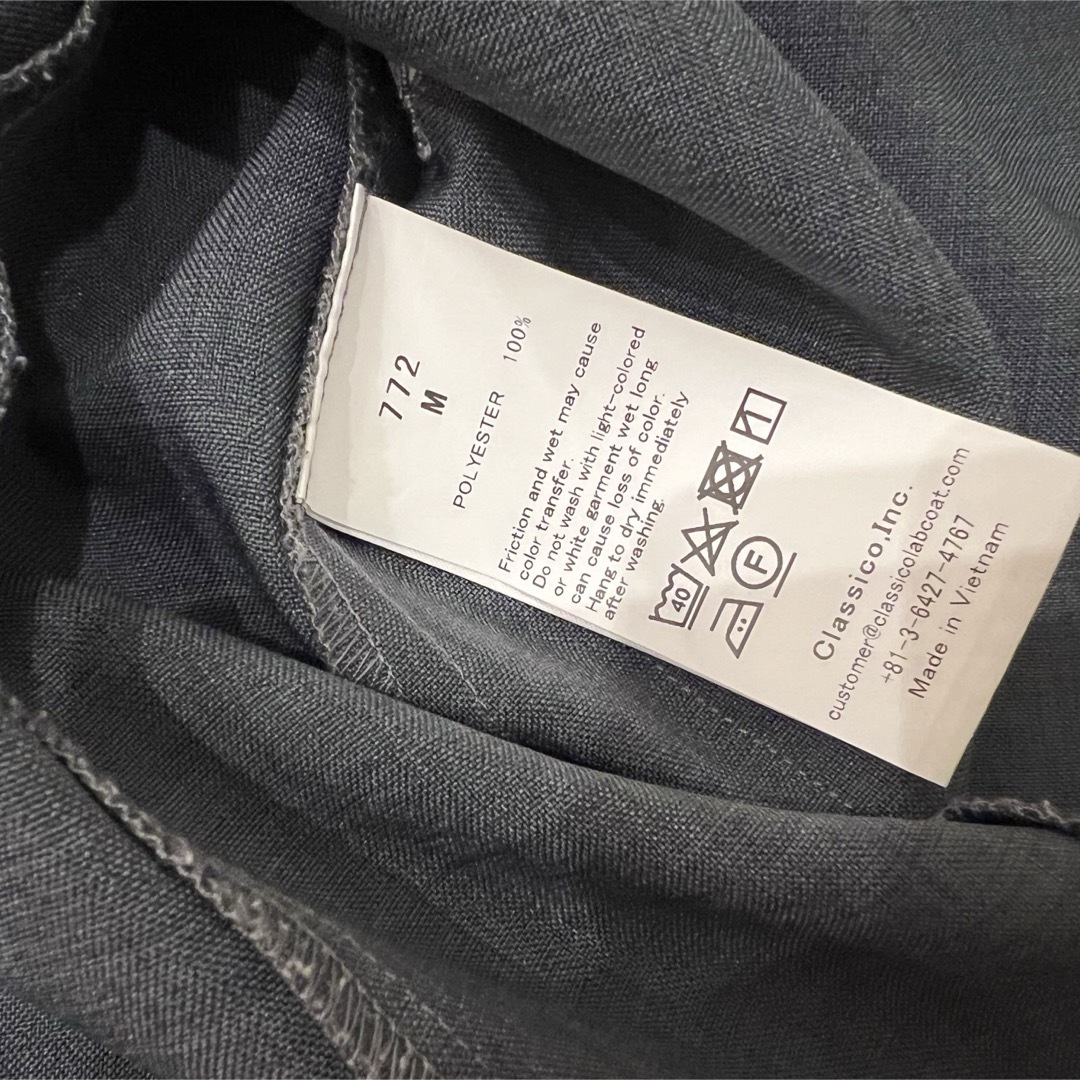 772
M
POLYESTER 100%
Friction and wet may cause
color transfer.
Do not wash with light-colored
or white garment wet long
can cause loss of color.
Hang to dry immediately
after washing.
40
F
Classico,Inc.
customer@classicolabcoat.com
+81-3-6427-4767
Made in Vietnam